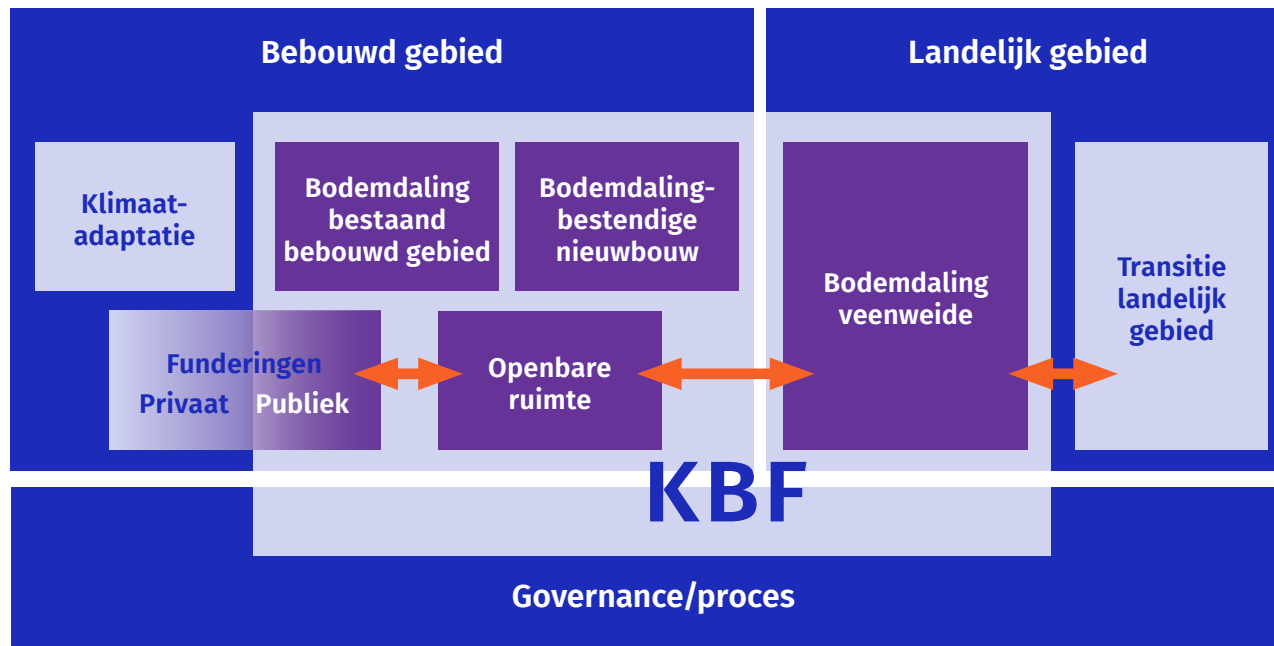 Bebouwd gebied
Landelijk gebied
Klimaat-
adaptatie
Bodemdaling
bestaand
bebouwd gebied
Bodemdaling-
bestendige
nieuwbouw
Bodemdaling
veenweide
Transitie
landelijk
gebied
Funderingen
Privaat Publiek
Openbare
ruimte
KBF
Governance/proces